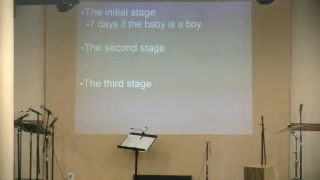 -The initial stage
-7 days if the baby is a boy
-The second stage
-The third stage